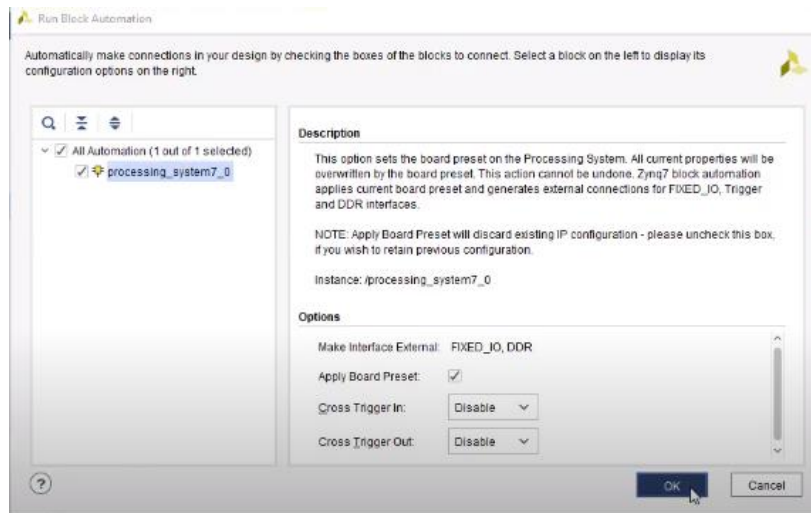 Run Block Automation
Automatically make connections in your design by checking the boxes of the blocks to connect. Select a block on the left to display its
configuration options on the right.
All Automation (1 out of 1 selected)
processing_system7_0
Description
This option sets the board preset on the Processing System. All current properties will be
overwritten by the board preset. This action cannot be undone. Zynq7 block automation
applies current board preset and generates external connections for FIXED_IO, Trigger
and DDR interfaces.
NOTE: Apply Board Preset will discard existing IP configuration - please uncheck this box,
if you wish to retain previous configuration.
Instance: /processing_system7_0
Options
Make Interface External: FIXED_IO, DDR
Apply Board Preset:
Cross Trigger In: Disable
Cross Trigger Out: Disable
?
OK
Cancel